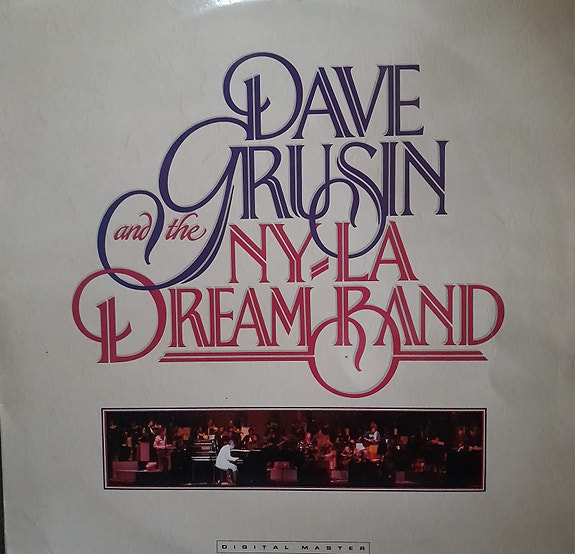 DAVE
GRUSIN
and the
NY-LA
DREAM BAND
DIGITAL MASTER